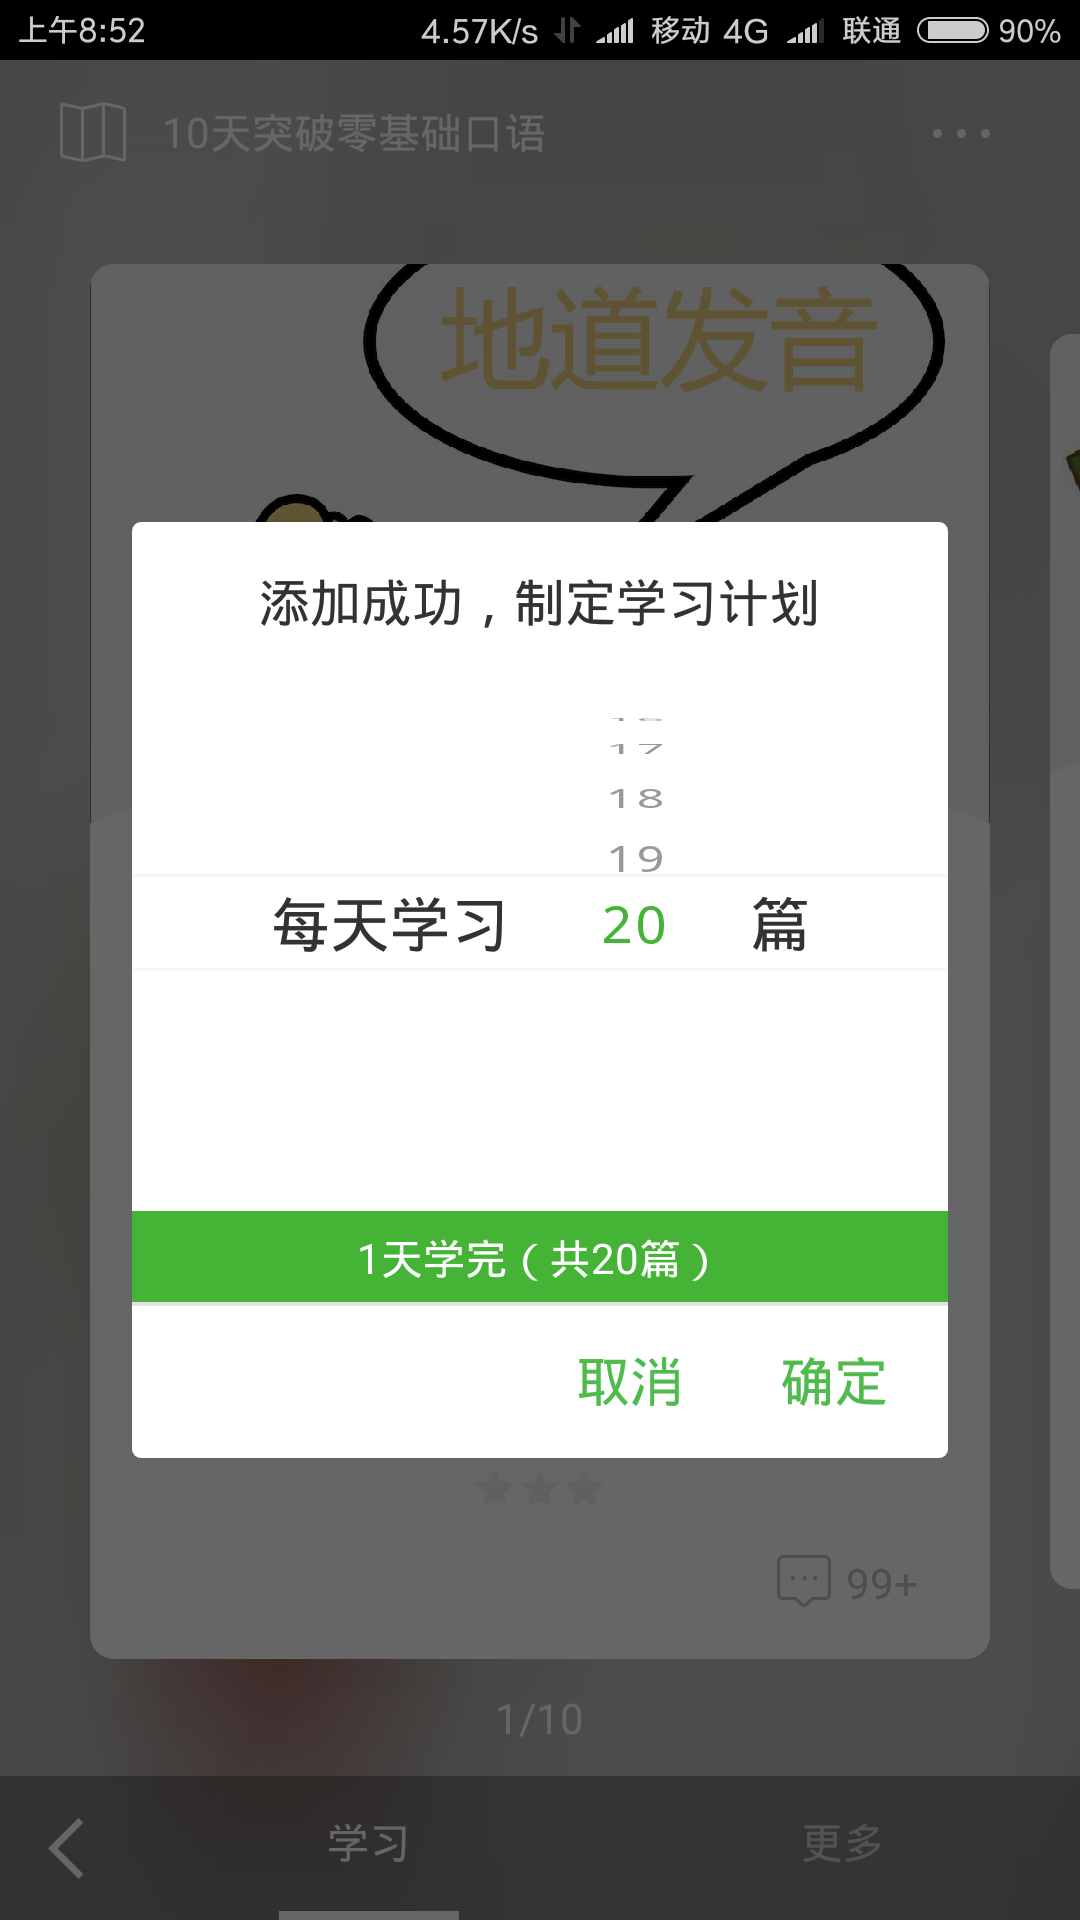 上午8:52 4.57K/s 移动 4G 联通 90%
10天突破零基础口语
地道发音
添加成功，制定学习计划
17
18
19
每天学习 20 篇
1天学完（共20篇）
取消 确定
99+
1/10
学习 更多